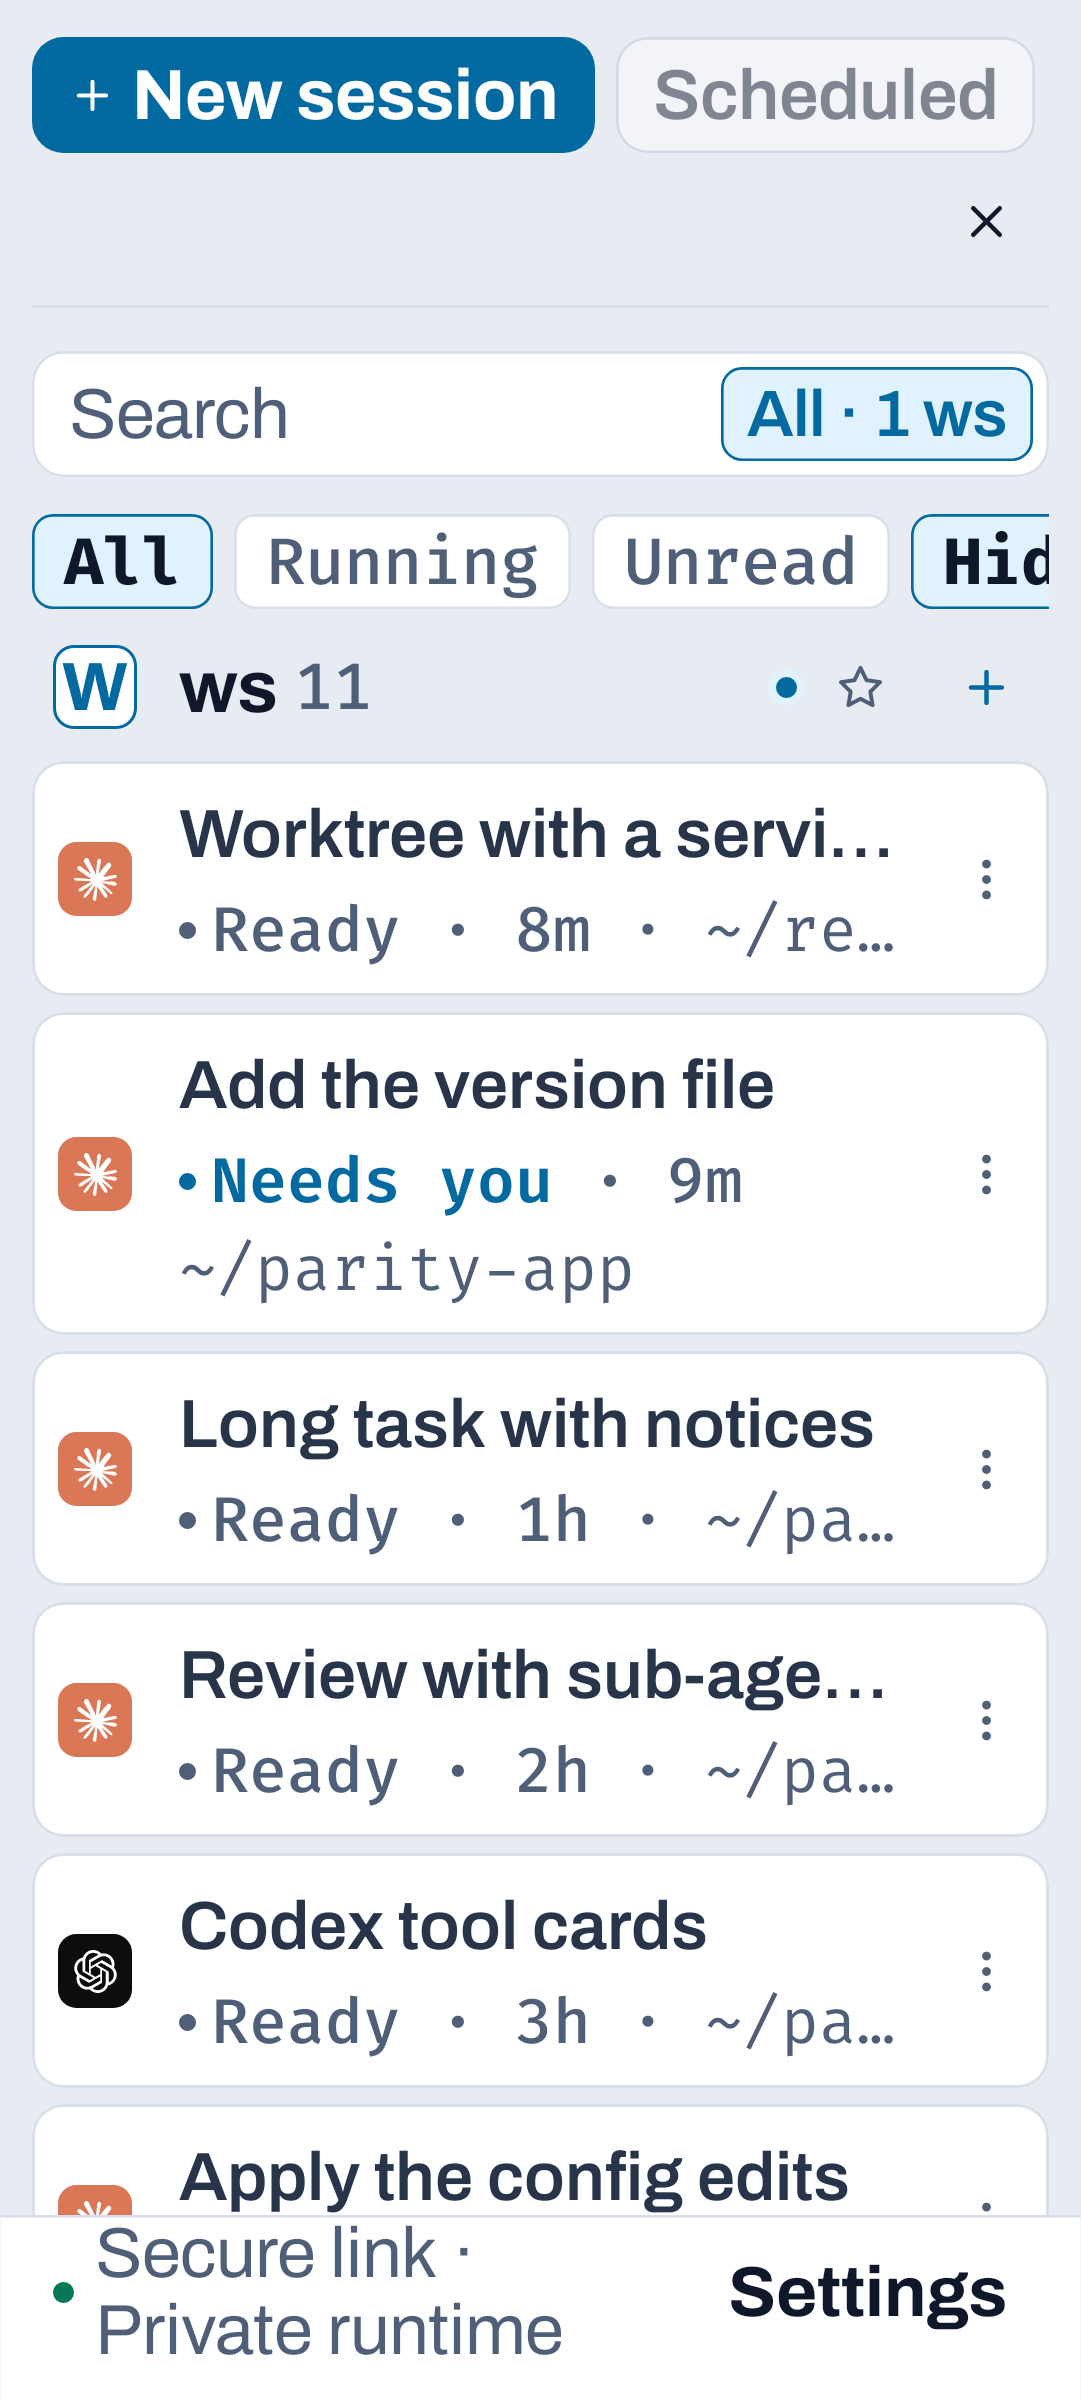 + New session
Scheduled
Search
All · 1 ws
All
Running
Unread
Hid
W
ws 11
Worktree with a servi…
•Ready · 8m · ~/re…
Add the version file
•Needs you · 9m
~/parity-app
Long task with notices
•Ready · 1h · ~/pa…
Review with sub-age…
•Ready · 2h · ~/pa…
Codex tool cards
•Ready · 3h · ~/pa…
Apply the config edits
Secure link ·
Private runtime
Settings